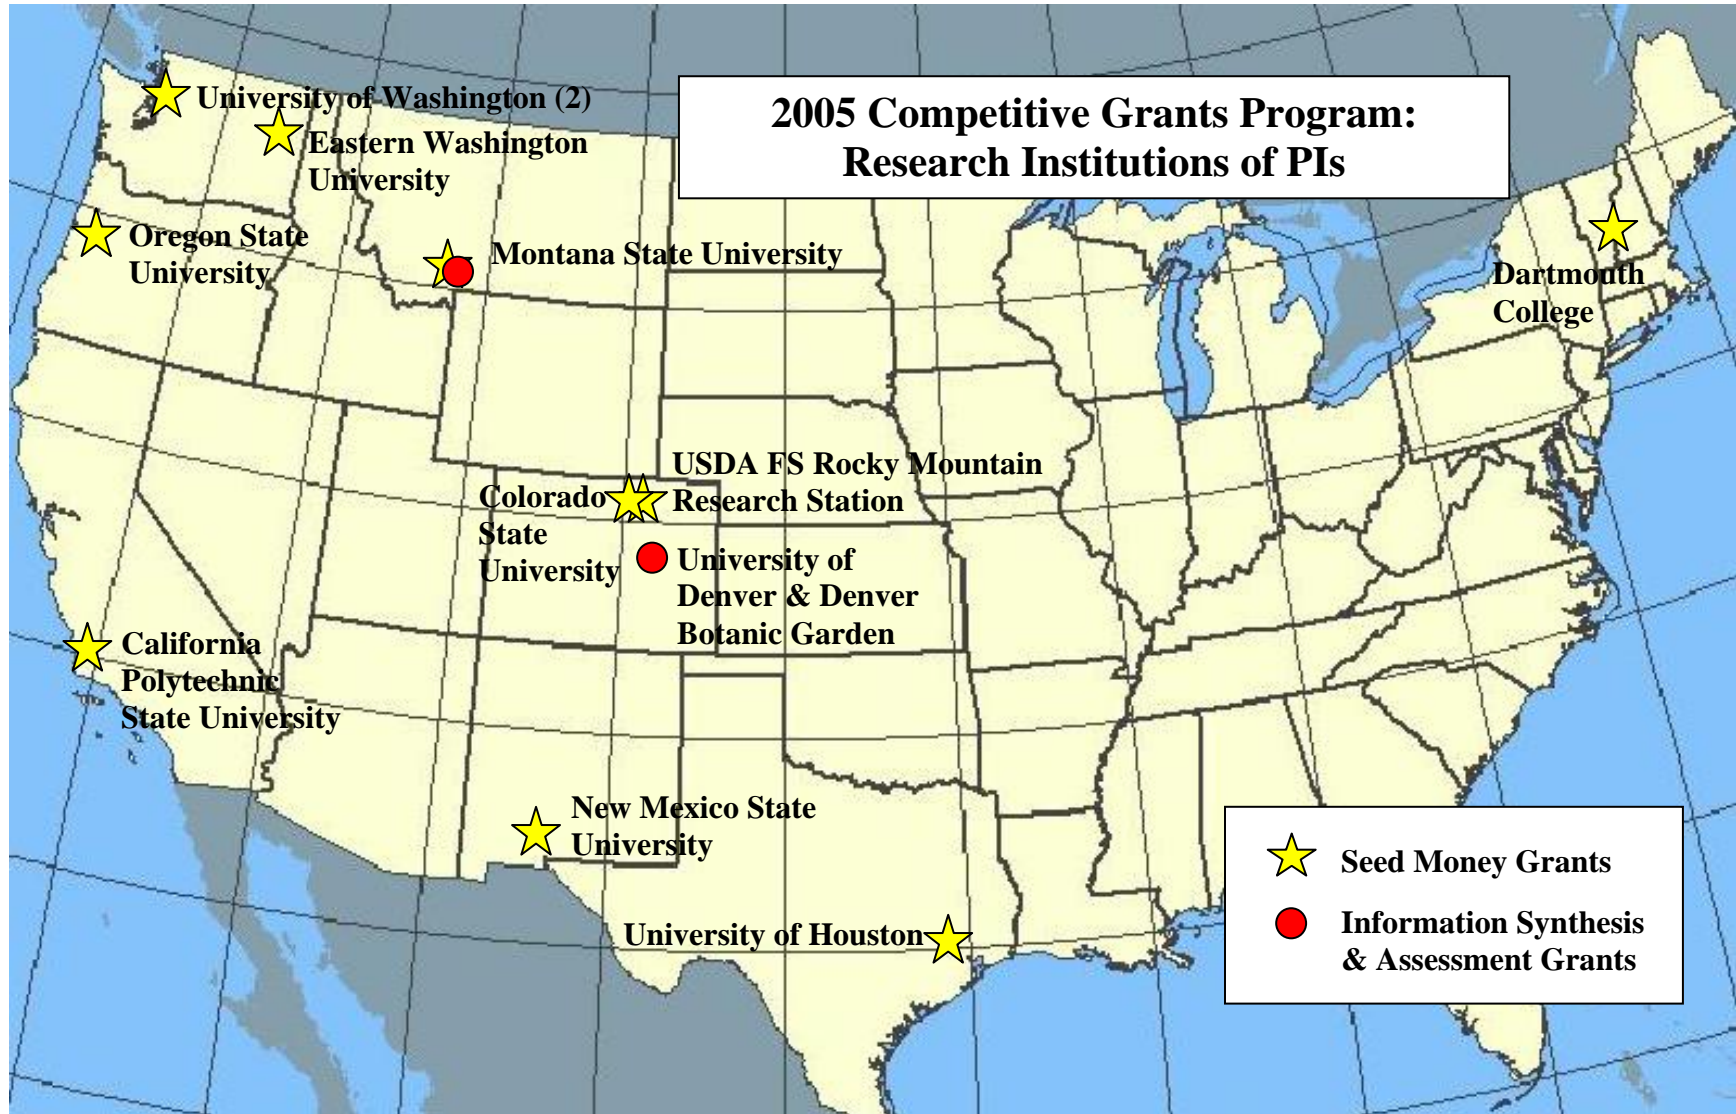 2005 Competitive Grants Program:
Research Institutions of PIs
University of Washington (2)
Eastern Washington
University
Oregon State
University
Montana State University
Dartmouth
College
USDA FS Rocky Mountain
Research Station
Colorado
State
University
University of
Denver & Denver
Botanic Garden
California
Polytechnic
State University
New Mexico State
University
University of Houston
Seed Money Grants
Information Synthesis
& Assessment Grants